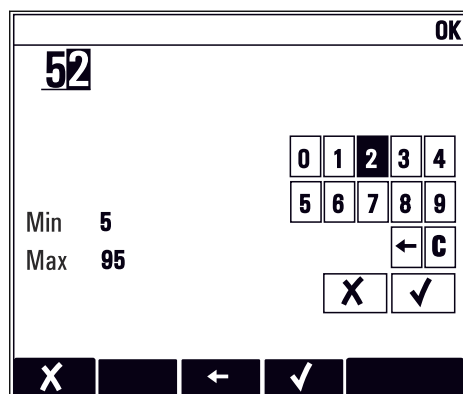 OK
52
0 1 2 3 4
5 6 7 8 9
Min 5
← C
Max 95
✗ ✓
✗ ← ✓